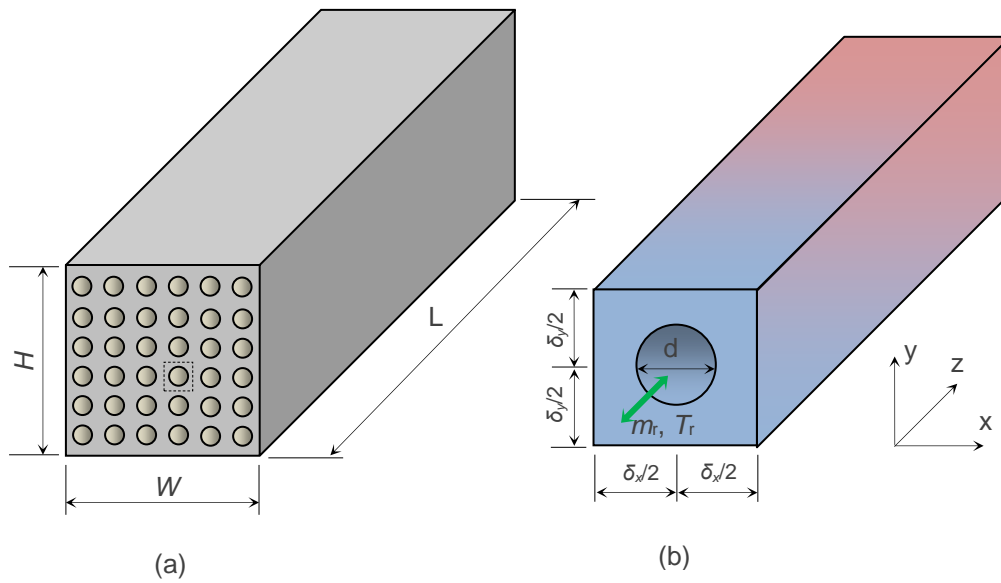 H
W
L
(a)
δy/2
δy/2
d
mr, Tr
δx/2
δx/2
y
z
x
(b)